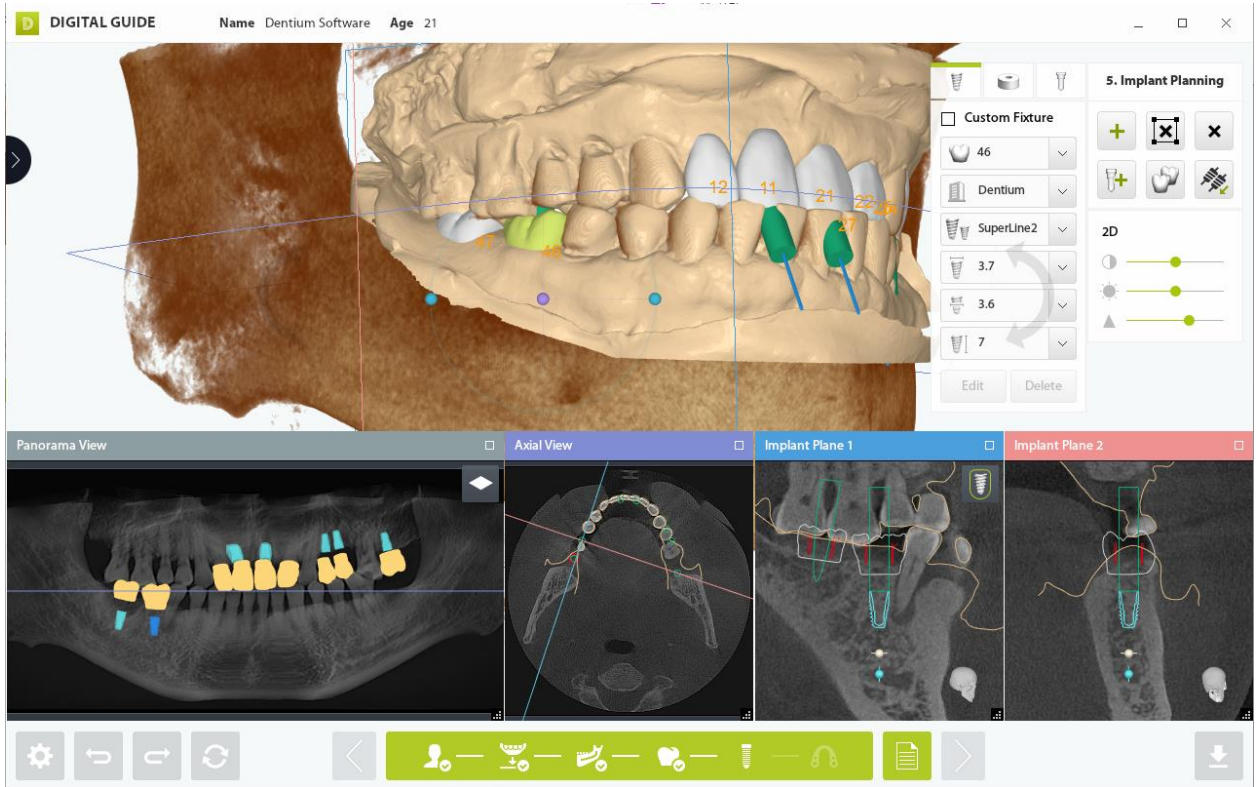 D DIGITAL GUIDE Name Dentium Software Age 21
5. Implant Planning
Custom Fixture
46
Dentium
SuperLine2
2D
3.7
3.6
7
Edit Delete
12 11 21 22
27
47
46
Panorama View
Axial View
Implant Plane 1
Implant Plane 2